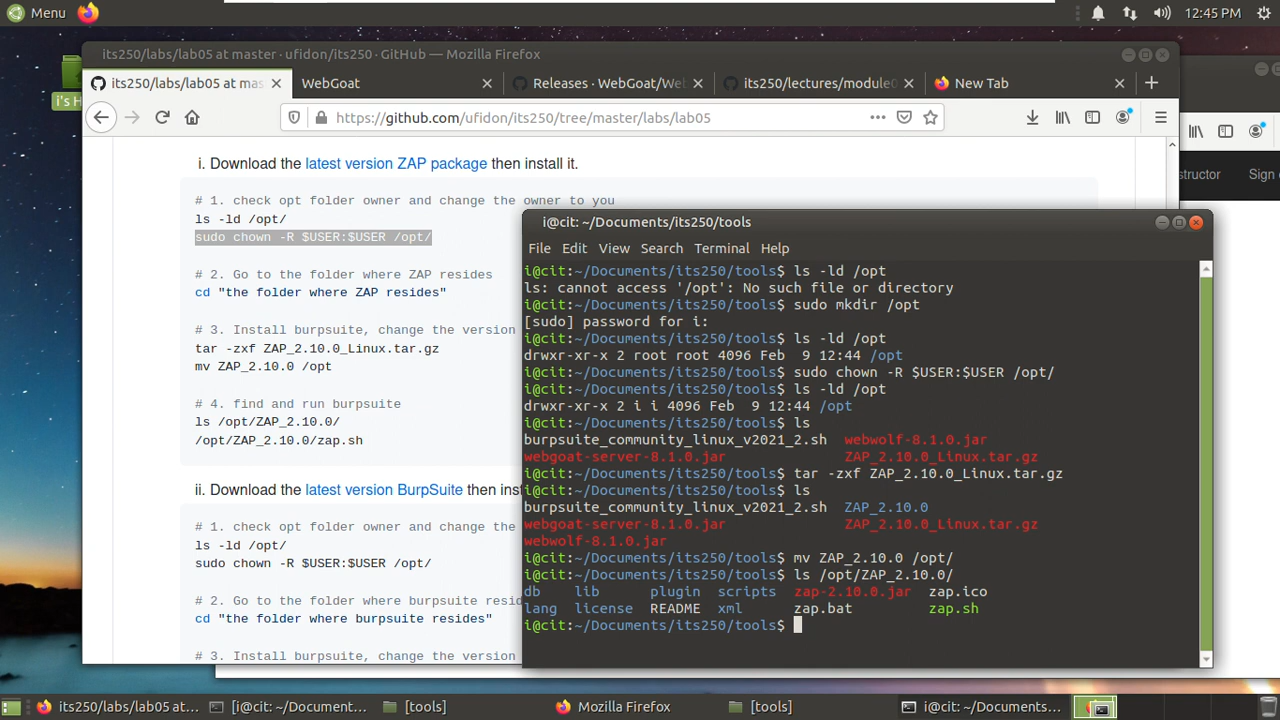 Menu
12:45 PM
its250/labs/lab05 at master · ufidon/its250 · GitHub — Mozilla Firefox
i's H
its250/labs/lab05 at mas
WebGoat
Releases · WebGoat/We
its250/lectures/module0
New Tab
https://github.com/ufidon/its250/tree/master/labs/lab05
structor
Sign
i. Download the latest version ZAP package then install it.
# 1. check opt folder owner and change the owner to you
ls -ld /opt/
sudo chown -R $USER:$USER /opt/
# 2. Go to the folder where ZAP resides
cd "the folder where ZAP resides"
# 3. Install burpsuite, change the version
tar -zxf ZAP_2.10.0_Linux.tar.gz
mv ZAP_2.10.0 /opt
# 4. find and run burpsuite
ls /opt/ZAP_2.10.0/
/opt/ZAP_2.10.0/zap.sh
ii. Download the latest version BurpSuite then inst
# 1. check opt folder owner and change the
ls -ld /opt/
sudo chown -R $USER:$USER /opt/
# 2. Go to the folder where burpsuite resid
cd "the folder where burpsuite resides"
# 3. Install burpsuite, change the version
i@cit: ~/Documents/its250/tools
File Edit View Search Terminal Help
i@cit:~/Documents/its250/tools$ ls -ld /opt
ls: cannot access '/opt': No such file or directory
i@cit:~/Documents/its250/tools$ sudo mkdir /opt
[sudo] password for i:
i@cit:~/Documents/its250/tools$ ls -ld /opt
drwxr-xr-x 2 root root 4096 Feb  9 12:44 /opt
i@cit:~/Documents/its250/tools$ sudo chown -R $USER:$USER /opt/
i@cit:~/Documents/its250/tools$ ls -ld /opt
drwxr-xr-x 2 i i 4096 Feb  9 12:44 /opt
i@cit:~/Documents/its250/tools$ ls
burpsuite_community_linux_v2021_2.sh  webwolf-8.1.0.jar
webgoat-server-8.1.0.jar  ZAP_2.10.0_Linux.tar.gz
i@cit:~/Documents/its250/tools$ tar -zxf ZAP_2.10.0_Linux.tar.gz
i@cit:~/Documents/its250/tools$ ls
burpsuite_community_linux_v2021_2.sh  ZAP_2.10.0
webgoat-server-8.1.0.jar  ZAP_2.10.0_Linux.tar.gz
webwolf-8.1.0.jar
i@cit:~/Documents/its250/tools$ mv ZAP_2.10.0 /opt/
i@cit:~/Documents/its250/tools$ ls /opt/ZAP_2.10.0/
db  lib  plugin  scripts  zap-2.10.0.jar  zap.ico
lang  license  README  xml  zap.bat  zap.sh
i@cit:~/Documents/its250/tools$
its250/labs/lab05 at...
[i@cit: ~/Document...
[tools]
Mozilla Firefox
[tools]
i@cit: ~/Documents...